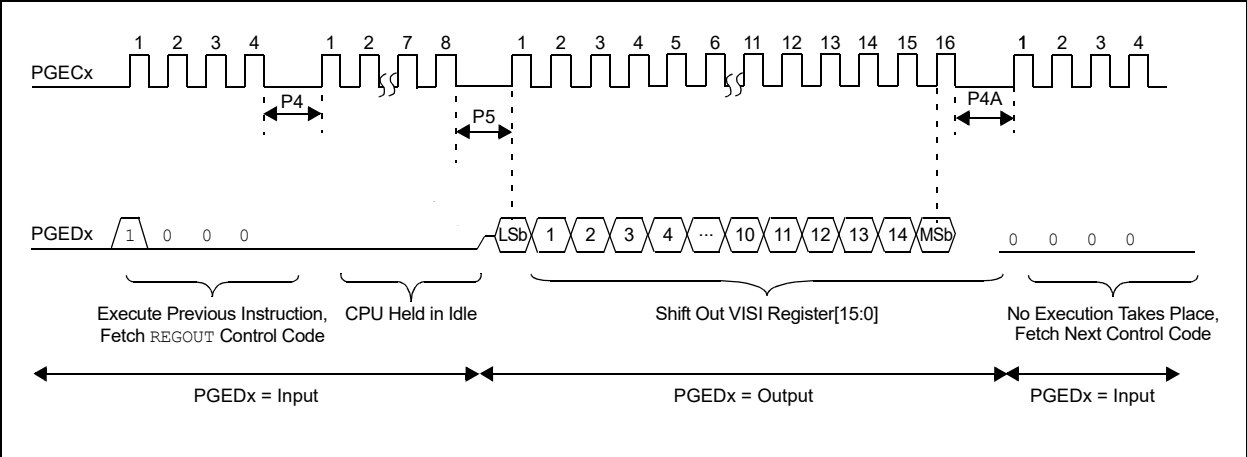 1 2 3 4 1 2 7 8 1 2 3 4 5 6 11 12 13 14 15 16 1 2 3 4
PGECx
P4 P5 P4A
PGEDx 1 0 0 0 LSb 1 2 3 4 ... 10 11 12 13 14 MSb 0 0 0 0
Execute Previous Instruction,
Fetch REGOUT Control Code
CPU Held in Idle
Shift Out VISI Register[15:0]
No Execution Takes Place,
Fetch Next Control Code
PGEDx = Input
PGEDx = Output
PGEDx = Input